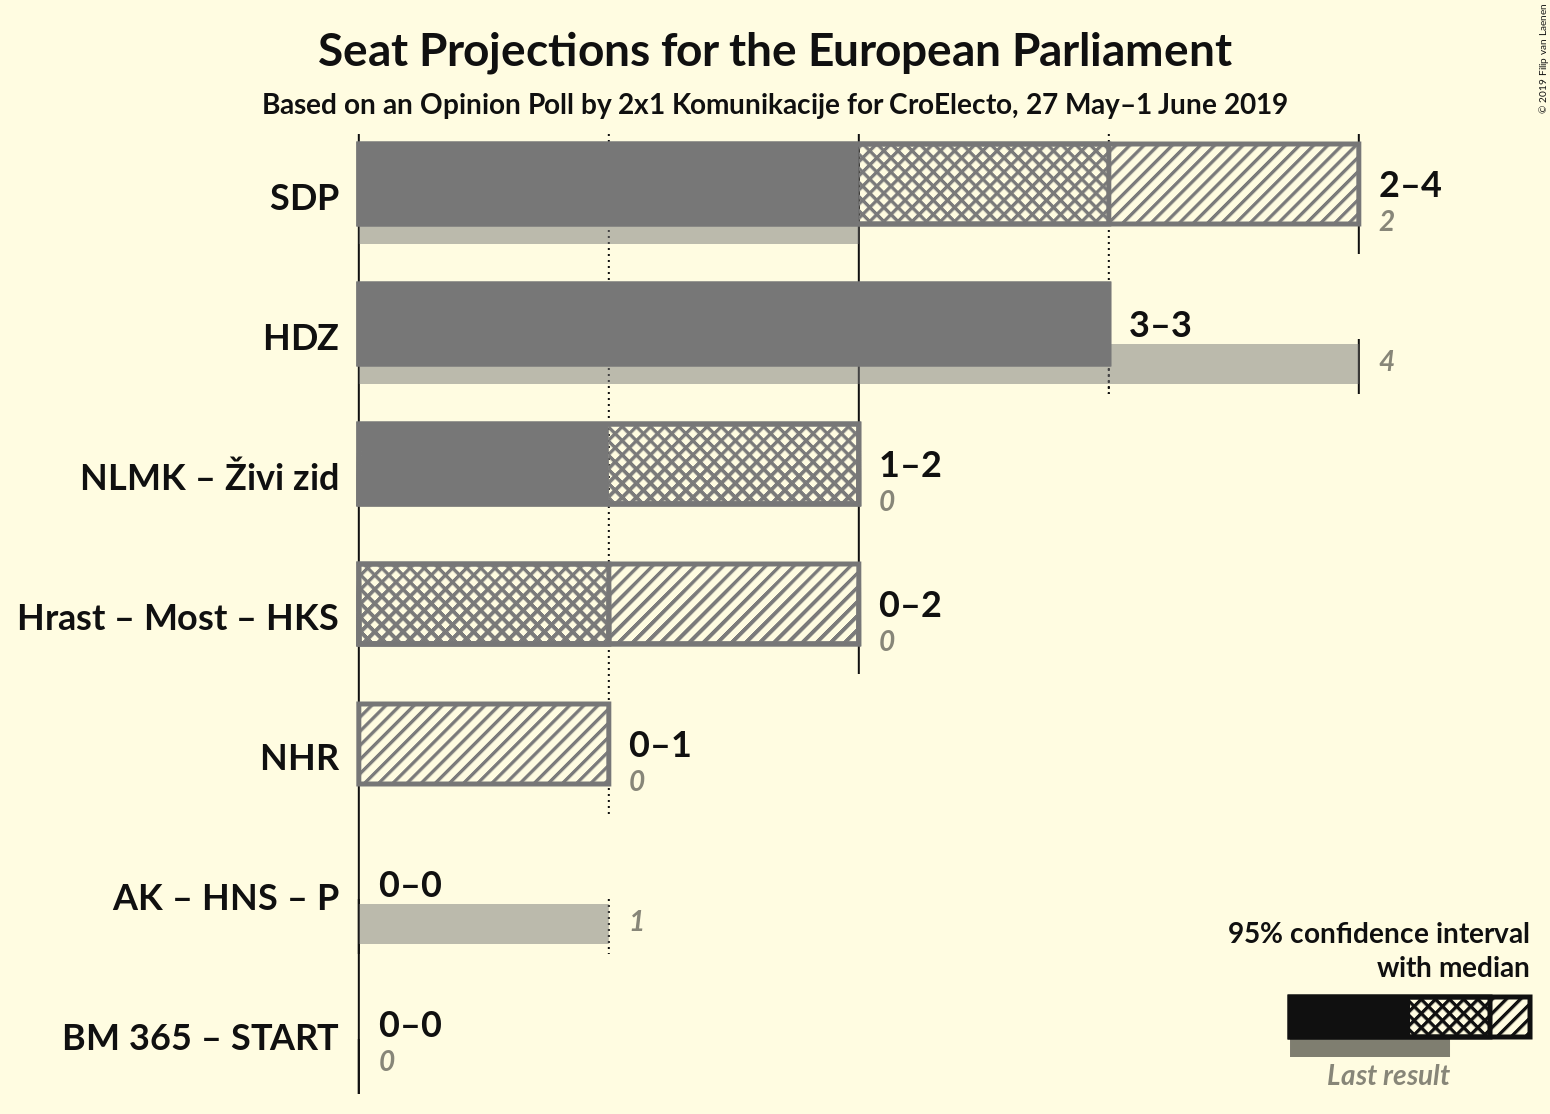 Seat Projections for the European Parliament
Based on an Opinion Poll by 2x1 Komunikacije for CroElecto, 27 May–1 June 2019
© 2019 Filip van Laenen
SDP
2–4
2
HDZ
3–3
4
NLMK – Živi zid
1–2
0
Hrast – Most – HKS
0–2
0
NHR
0–1
0
AK – HNS – P
0–0
1
BM 365 – START
0–0
0
95% confidence interval
with median
Last result